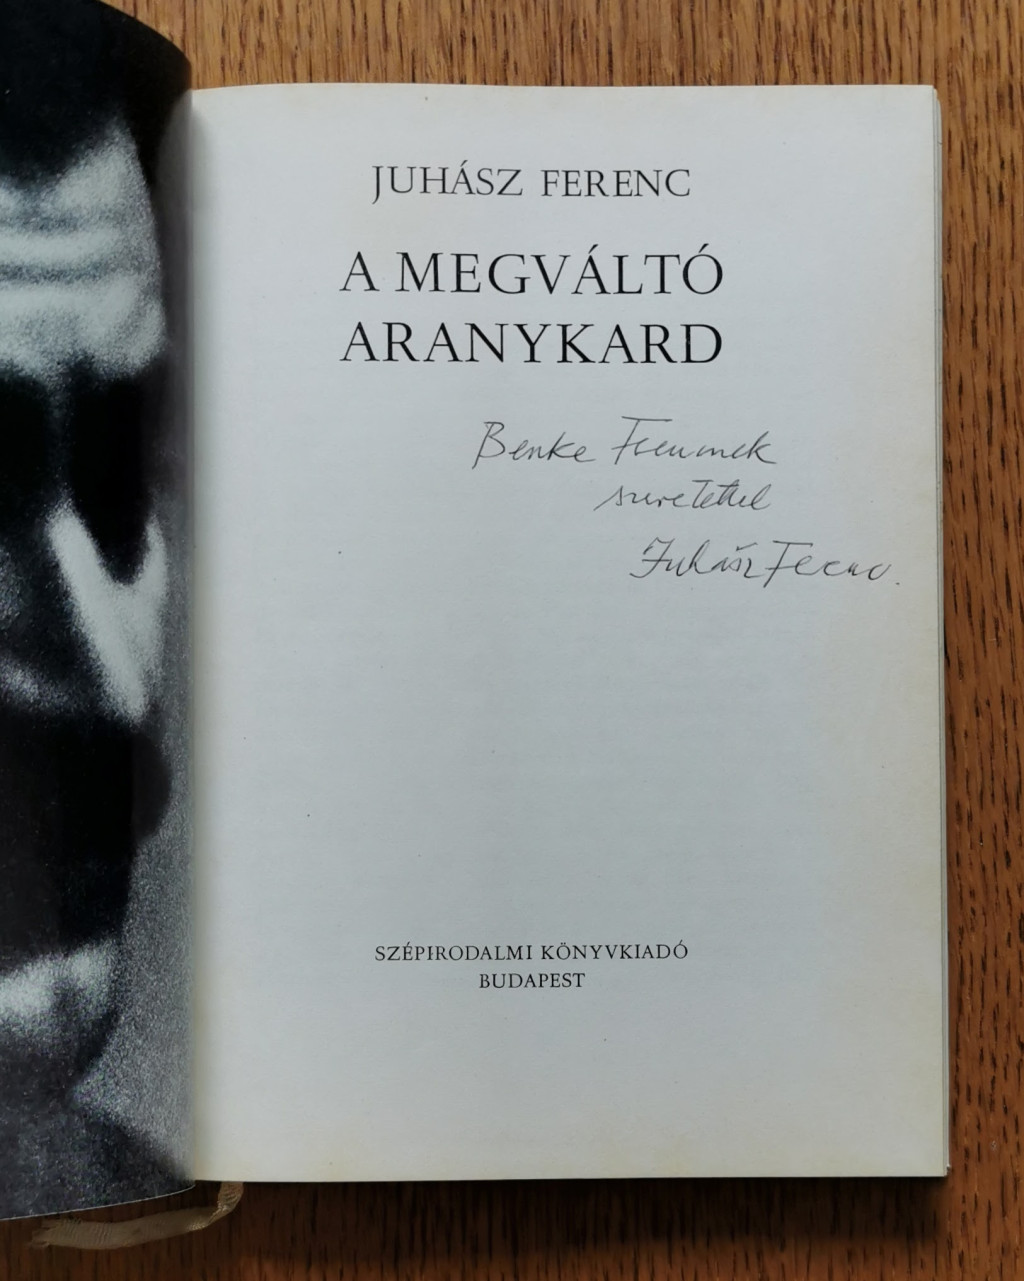 JUHÁSZ FERENC
A MEGVÁLTÓ
ARANYKARD
Benke Ferencnek
szeretettel
Juhász Ferenc.
SZÉPIRODALMI KÖNYVKIADÓ
BUDAPEST